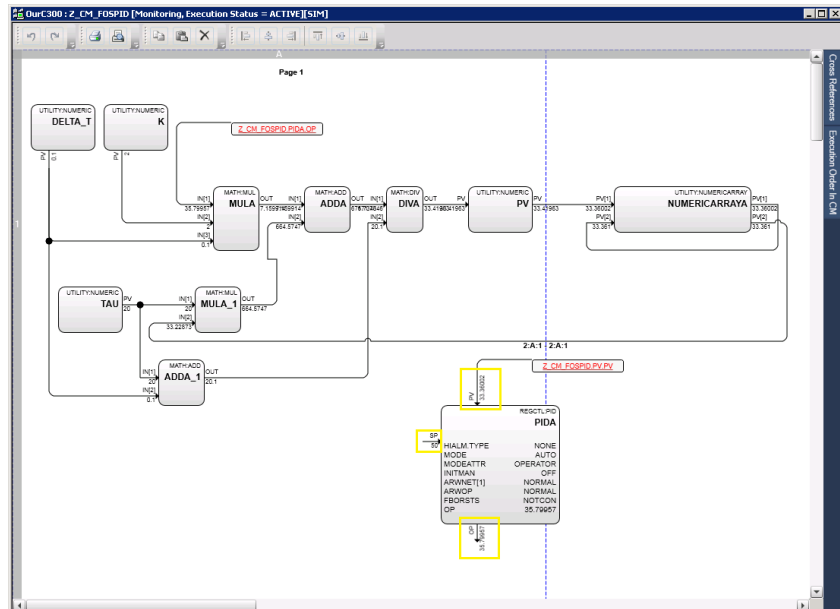 OurC300 : Z_CM_FOSPID [Monitoring, Execution Status = ACTIVE][SIM]
A
Page 1
Cross References
Execution Order In CM
1
UTILITY:NUMERIC
DELTA_T
PV
0.1
UTILITY:NUMERIC
K
PV
2
Z_CM_FOSPID.PIDA.OP
MATH:MUL
MULA
IN[1]
35.79957
IN[2]
2
IN[3]
0.1
OUT
MATH:ADD
ADDA
IN[1]
IN[2]
664.5747
OUT
MATH:DIV
DIVA
IN[1]
IN[2]
20.1
OUT
UTILITY:NUMERIC
PV
PV
PV
33.41963
UTILITY:NUMERICARRAY
NUMERICARRAYA
PV[1]
33.36002
PV[2]
33.361
PV[1]
33.36002
PV[2]
33.361
UTILITY:NUMERIC
TAU
PV
20
MATH:MUL
MULA_1
IN[1]
20
IN[2]
33.22873
OUT
664.5747
2:A:1 - 2:A:1
MATH:ADD
ADDA_1
IN[1]
20
IN[2]
0.1
OUT
20.1
Z_CM_FOSPID.PV.PV
PV
33.36002
REGCTL:PID
PIDA
SP
50
HIALM.TYPE NONE
MODE AUTO
MODEATTR OPERATOR
INITMAN OFF
ARWNET[1] NORMAL
ARWOP NORMAL
FBORSTS NOTCON
OP 35.79957
OP
35.79957